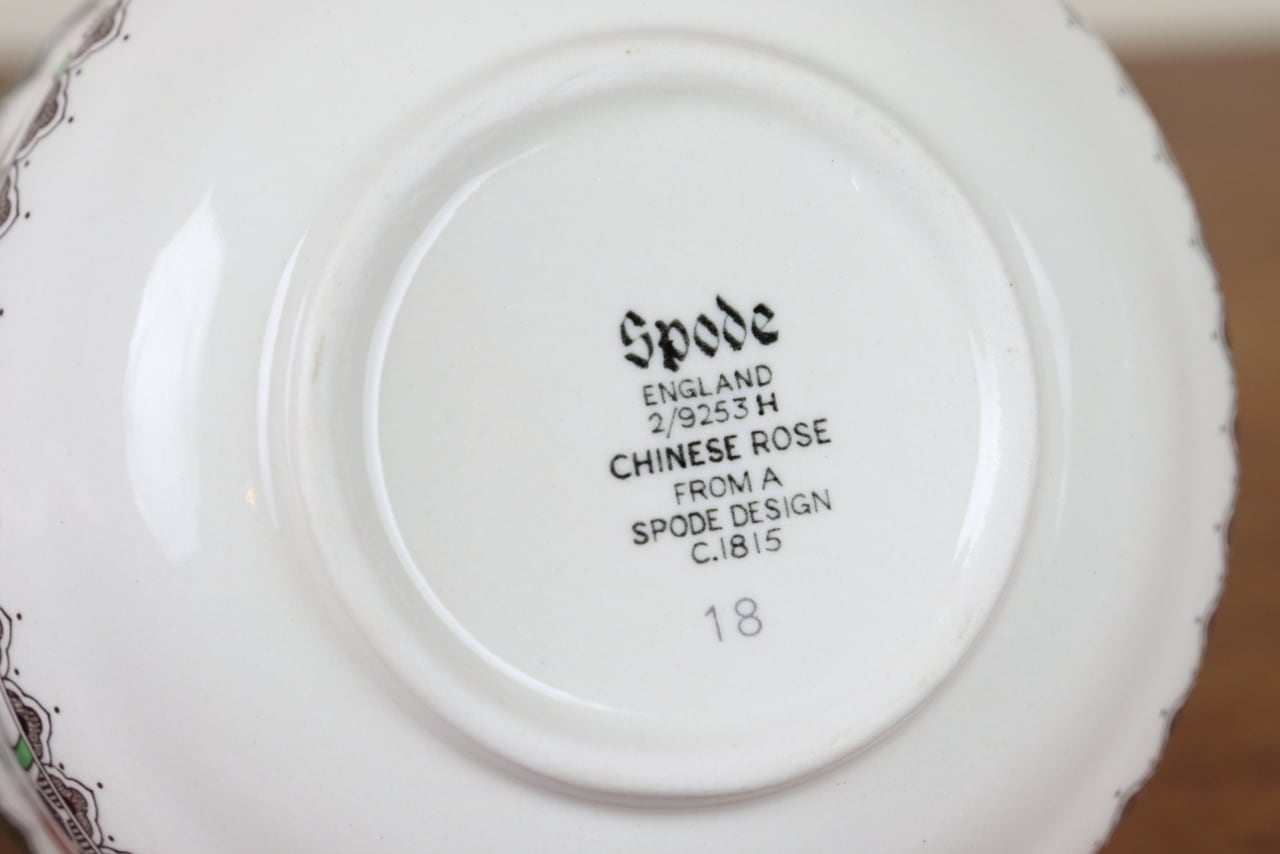 Spode
ENGLAND
2/9253 H
CHINESE ROSE
FROM A
SPODE DESIGN
C.1815
18